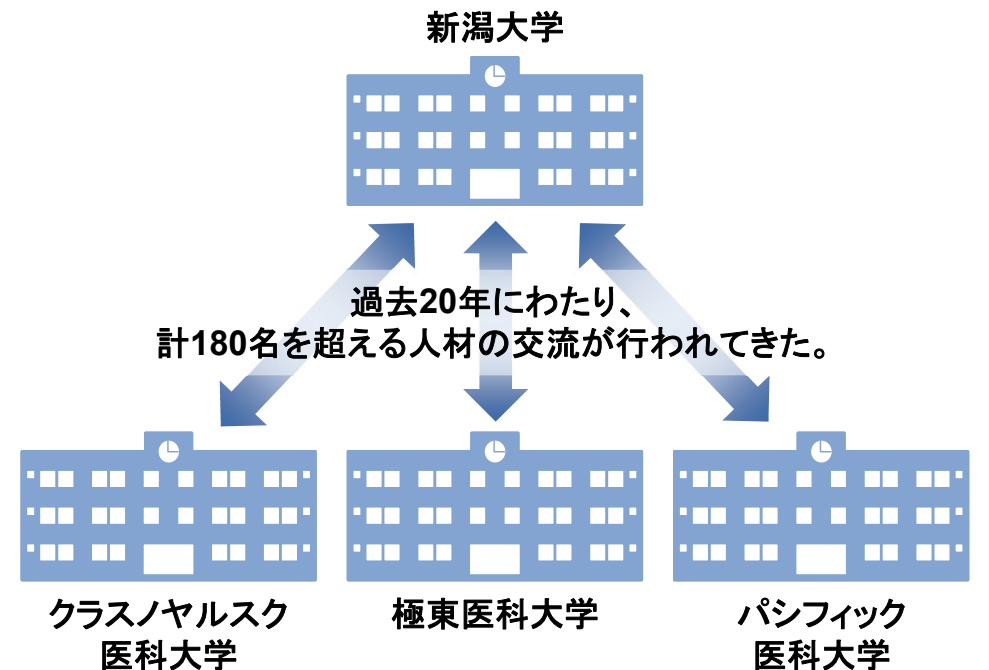 新潟大学
過去20年にわたり、
計180名を超える人材の交流が行われてきた。
クラスノヤルスク
医科大学
極東医科大学
パシフィック
医科大学